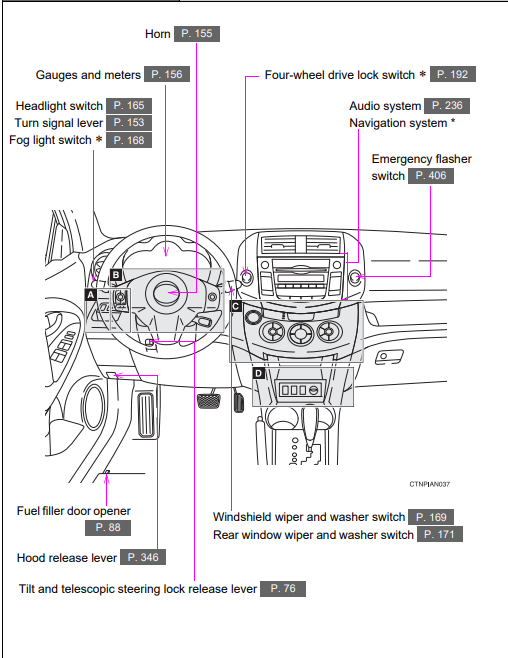 Horn P. 155
Gauges and meters P. 156
Four-wheel drive lock switch * P. 192
Headlight switch P. 165
Audio system P. 236
Turn signal lever P. 153
Navigation system *
Fog light switch * P. 168
Emergency flasher
switch P. 406
B
A
C
D
CTNPIAN037
Fuel filler door opener
P. 88
Windshield wiper and washer switch P. 169
Rear window wiper and washer switch P. 171
Hood release lever P. 346
Tilt and telescopic steering lock release lever P. 76